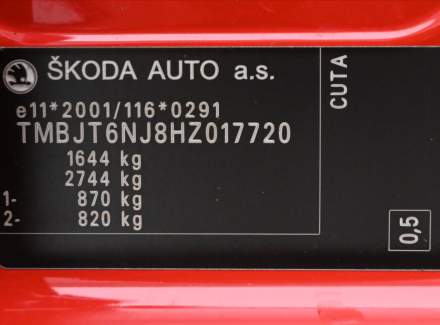 ŠKODA AUTO a.s.
e11*2001/116*0291
TMBJT6NJ8HZ017720
1644 kg
2744 kg
1- 870 kg
2- 820 kg
CUTA
0,5